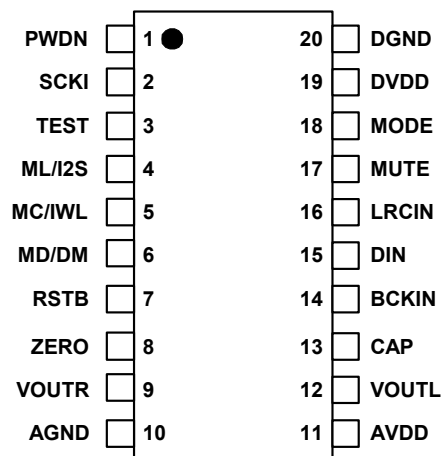 PWDN 1 20 DGND
SCKI 2 19 DVDD
TEST 3 18 MODE
ML/I2S 4 17 MUTE
MC/IWL 5 16 LRCIN
MD/DM 6 15 DIN
RSTB 7 14 BCKIN
ZERO 8 13 CAP
VOUTR 9 12 VOUTL
AGND 10 11 AVDD